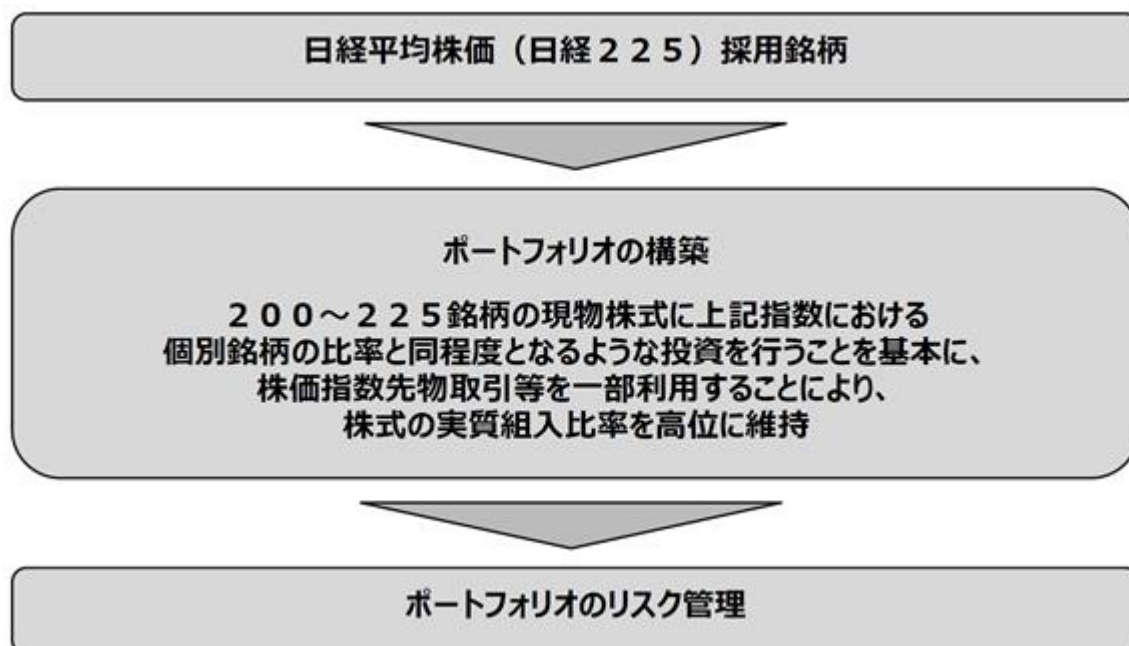 日経平均株価（日経２２５）採用銘柄
ポートフォリオの構築
２００～２２５銘柄の現物株式に上記指数における
個別銘柄の比率と同程度となるような投資を行うことを基本に、
株価指数先物取引等を一部利用することにより、
株式の実質組入比率を高位に維持
ポートフォリオのリスク管理